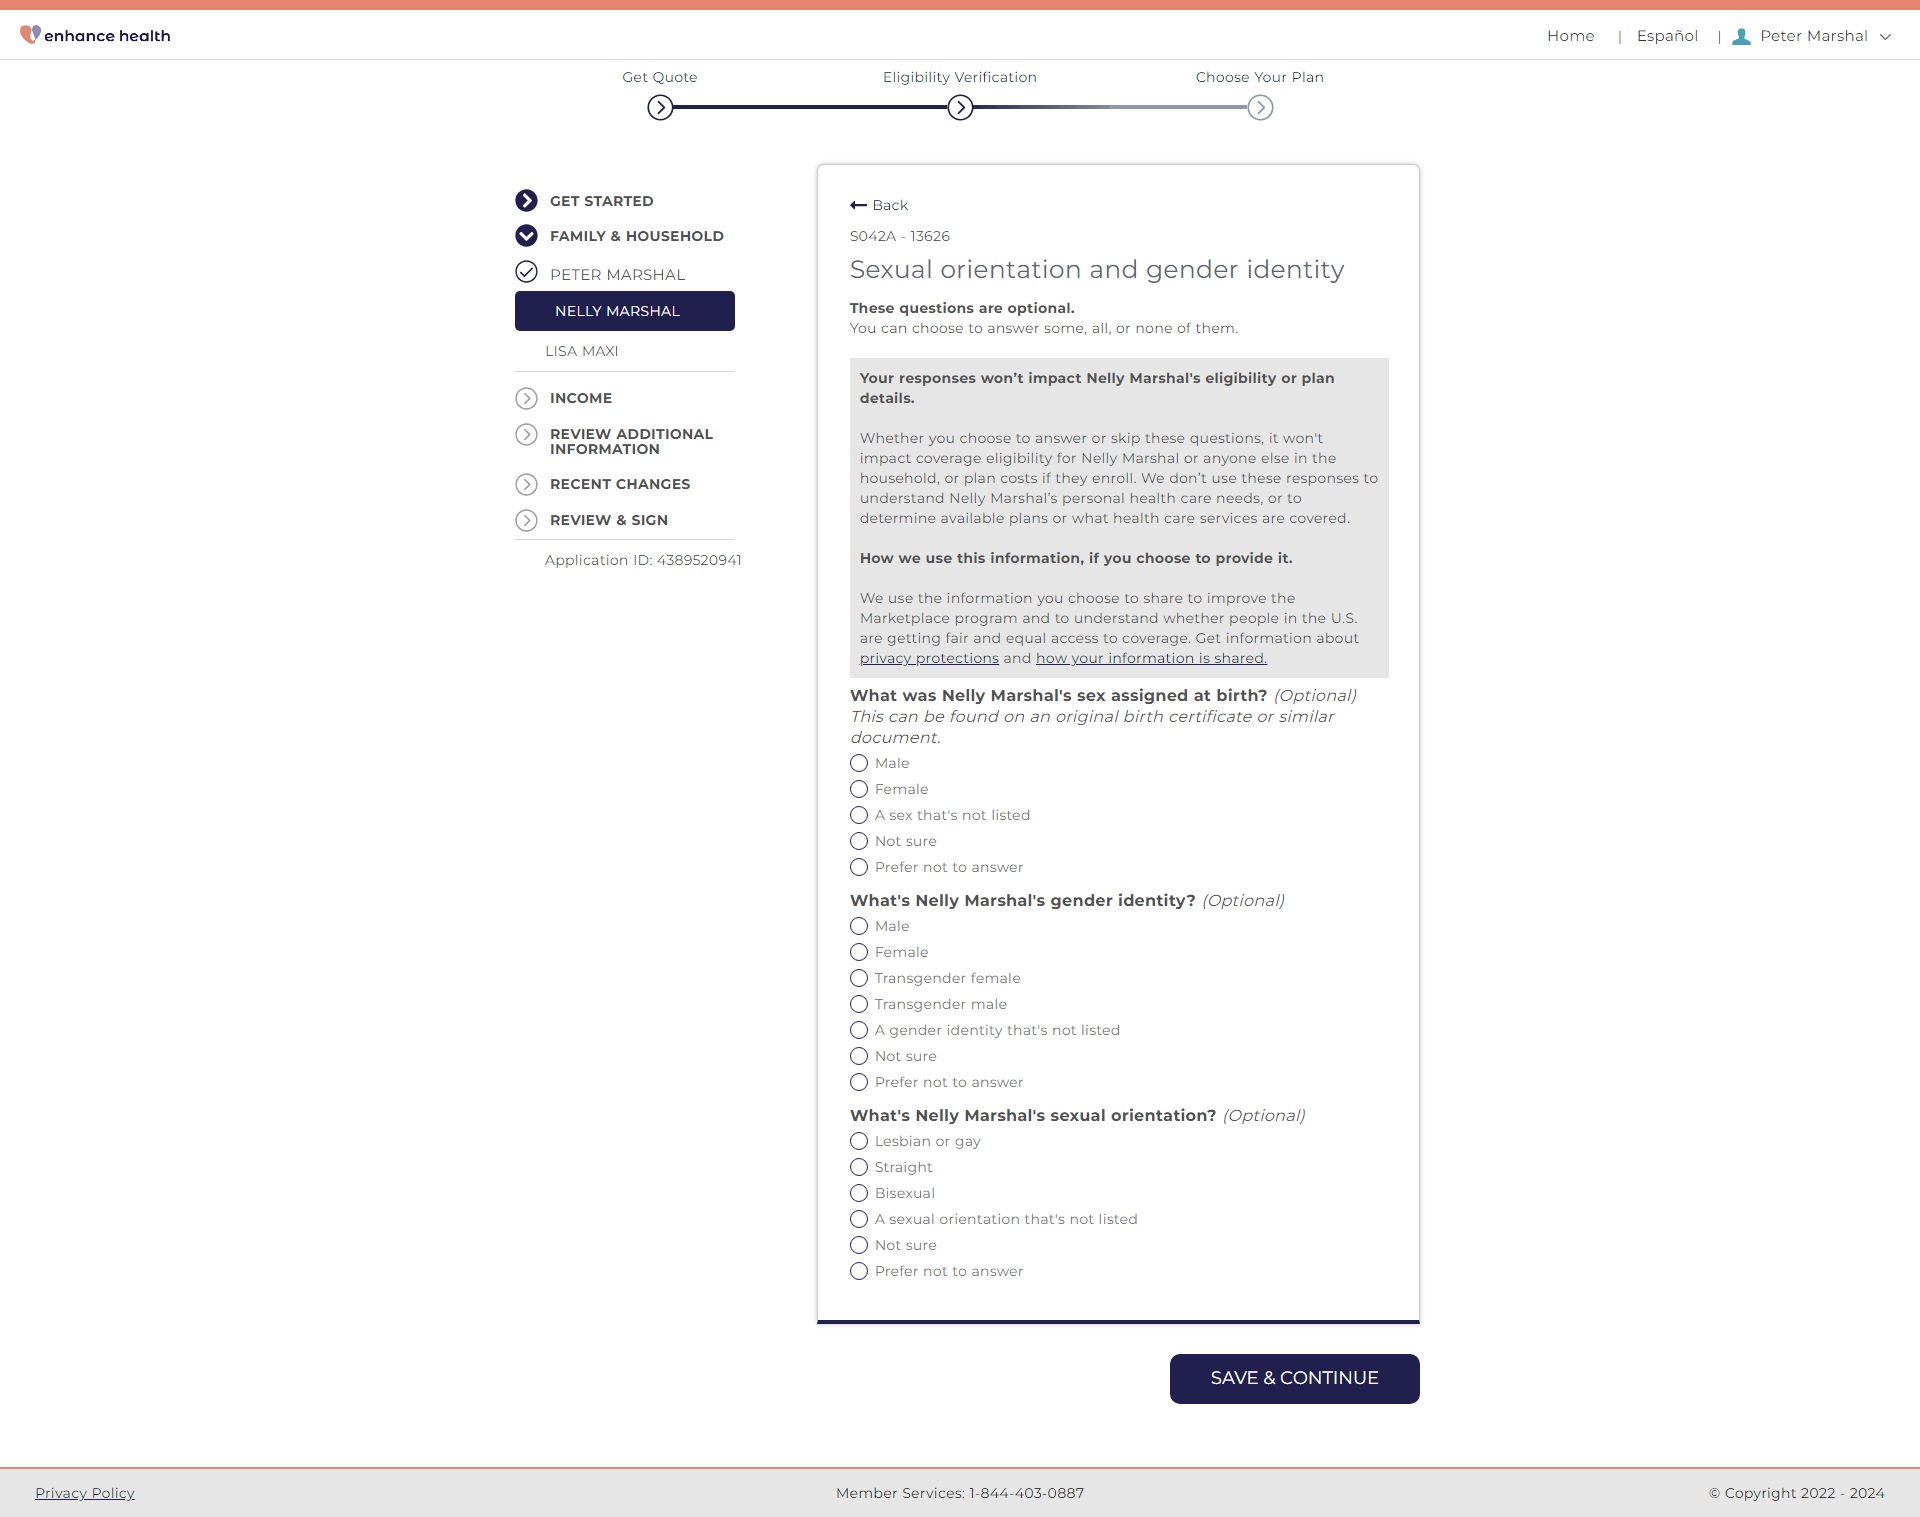 enhance health
Home | Español | Peter Marshal
Get Quote
Eligibility Verification
Choose Your Plan
GET STARTED
FAMILY & HOUSEHOLD
PETER MARSHAL
NELLY MARSHAL
LISA MAXI
INCOME
REVIEW ADDITIONAL
INFORMATION
RECENT CHANGES
REVIEW & SIGN
Application ID: 4389520941
Back
S042A - 13626
Sexual orientation and gender identity
These questions are optional.
You can choose to answer some, all, or none of them.
Your responses won’t impact Nelly Marshal's eligibility or plan
details.
Whether you choose to answer or skip these questions, it won't
impact coverage eligibility for Nelly Marshal or anyone else in the
household, or plan costs if they enroll. We don’t use these responses to
understand Nelly Marshal’s personal health care needs, or to
determine available plans or what health care services are covered.
How we use this information, if you choose to provide it.
We use the information you choose to share to improve the
Marketplace program and to understand whether people in the U.S.
are getting fair and equal access to coverage. Get information about
privacy protections and how your information is shared.
What was Nelly Marshal's sex assigned at birth? (Optional)
This can be found on an original birth certificate or similar
document.
Male
Female
A sex that's not listed
Not sure
Prefer not to answer
What's Nelly Marshal's gender identity? (Optional)
Male
Female
Transgender female
Transgender male
A gender identity that's not listed
Not sure
Prefer not to answer
What's Nelly Marshal's sexual orientation? (Optional)
Lesbian or gay
Straight
Bisexual
A sexual orientation that's not listed
Not sure
Prefer not to answer
SAVE & CONTINUE
Privacy Policy
Member Services: 1-844-403-0887
© Copyright 2022 - 2024